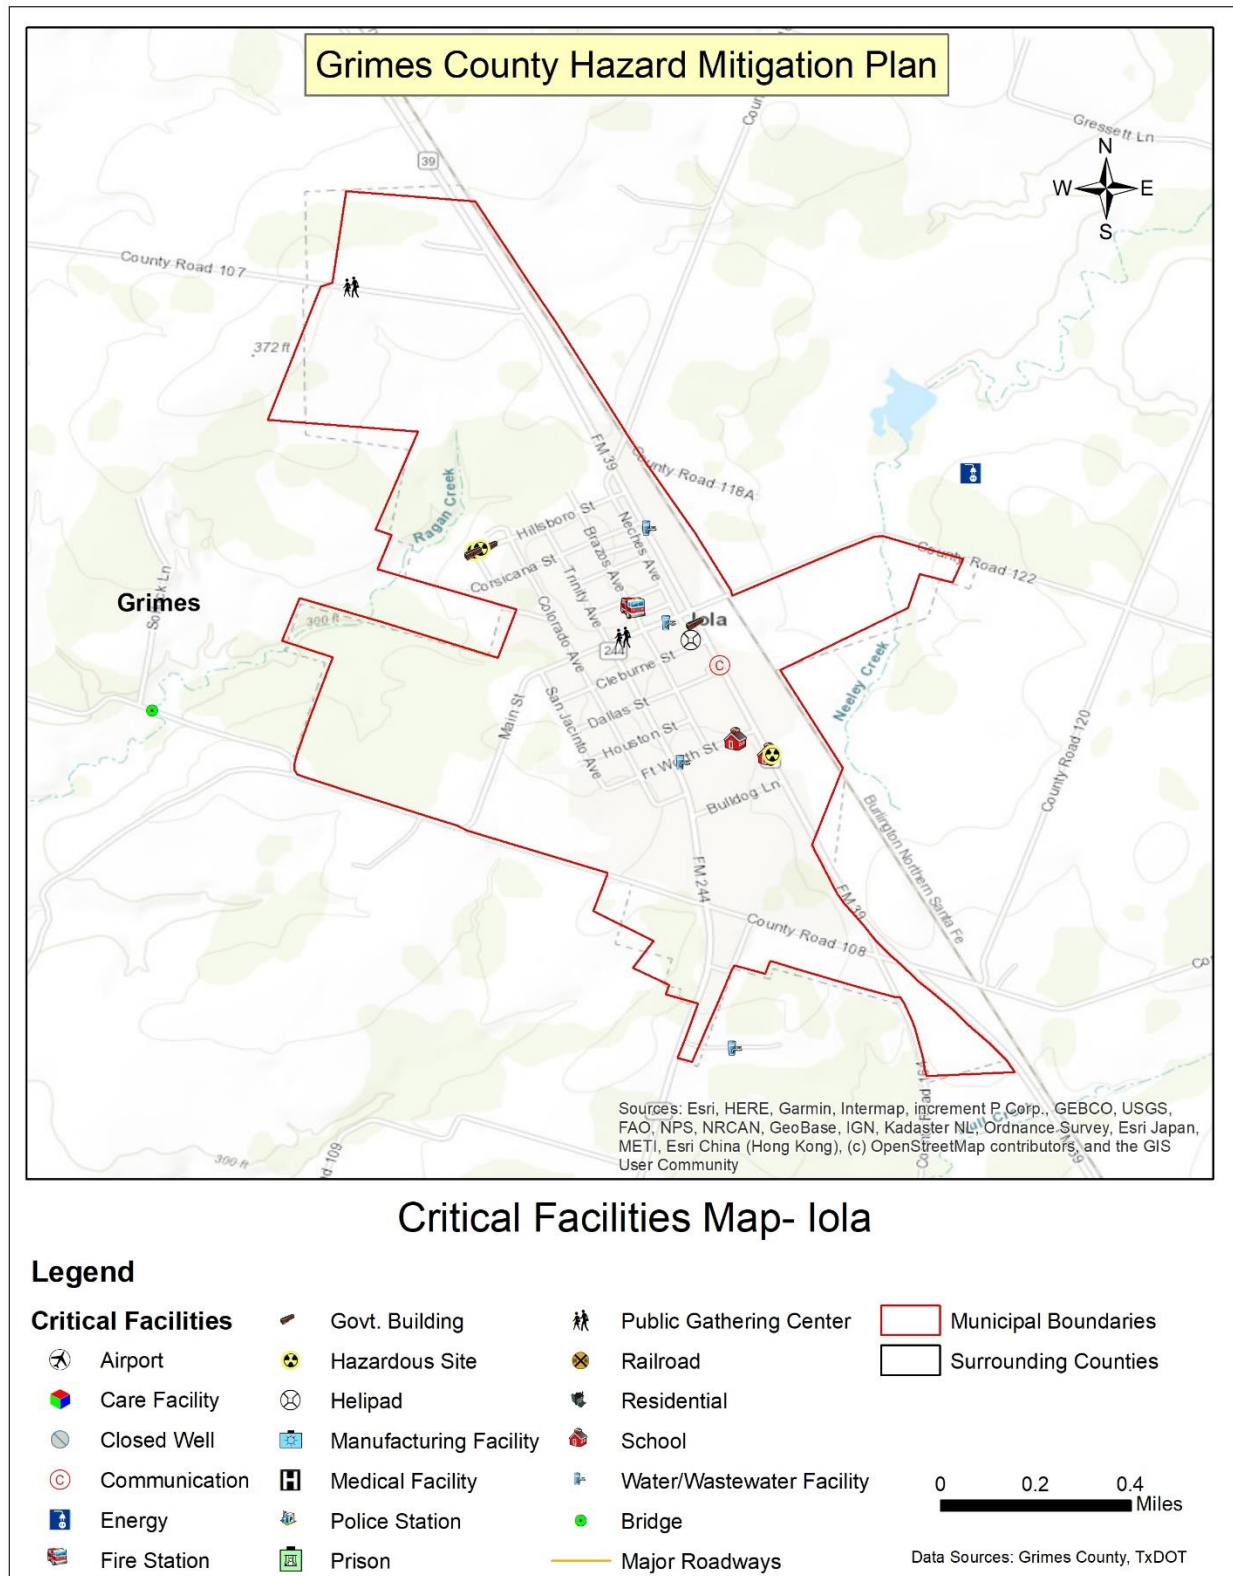 Grimes County Hazard Mitigation Plan
Gressett Ln
N
W E
S
39
County Road 107
372 ft
FM 39
County Road 118A
Ragan Creek
Hillsboro St
Neches Ave
Brazos Ave
Corsicana St
Trinity Ave
County Road 122
Grimes
300 ft
Colorado Ave
Iola
244
Cleburne St
Neeley Creek
San Jacinto Ave
Main St
Dallas St
Houston St
Ft Worth St
C
County Road 120
Bulldog Ln
Burlington Northern Santa Fe
FM 244
FM 39
County Road 108
300 ft
d 109
Sources: Esri, HERE, Garmin, Intermap, increment P Corp., GEBCO, USGS,
FAO, NPS, NRCAN, GeoBase, IGN, Kadaster NL, Ordnance Survey, Esri Japan,
METI, Esri China (Hong Kong), (c) OpenStreetMap contributors, and the GIS
User Community
Critical Facilities Map- Iola
Legend
Critical Facilities
Airport
Care Facility
Closed Well
C Communication
Energy
Fire Station
Govt. Building
Hazardous Site
Helipad
Manufacturing Facility
H Medical Facility
Police Station
Prison
Public Gathering Center
Railroad
Residential
School
Water/Wastewater Facility
Bridge
Major Roadways
Municipal Boundaries
Surrounding Counties
0 0.2 0.4
Miles
Data Sources: Grimes County, TxDOT